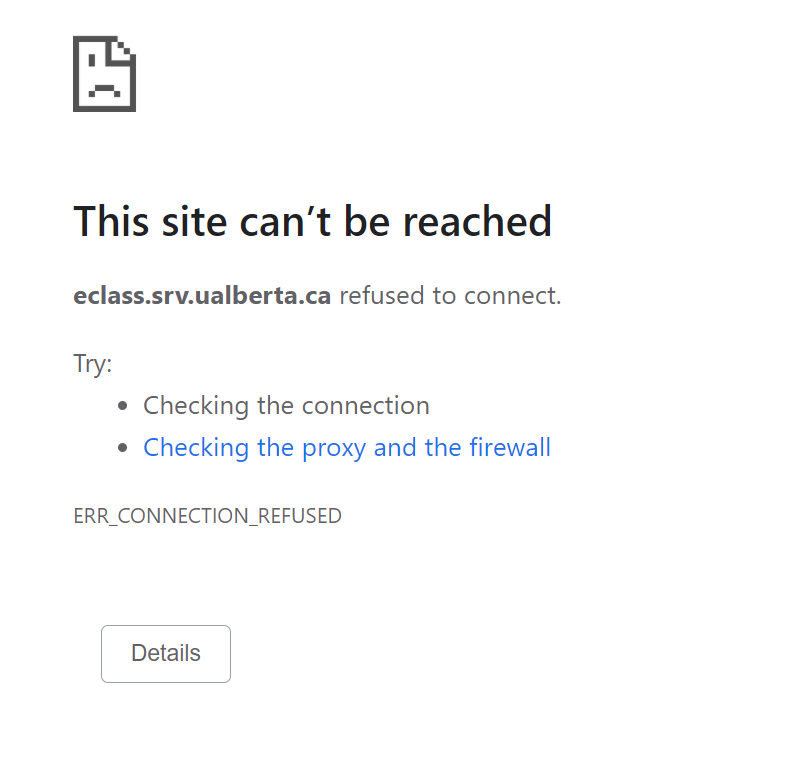 This site can’t be reached
eclass.srv.ualberta.ca refused to connect.
Try:
• Checking the connection
• Checking the proxy and the firewall
ERR_CONNECTION_REFUSED
Details